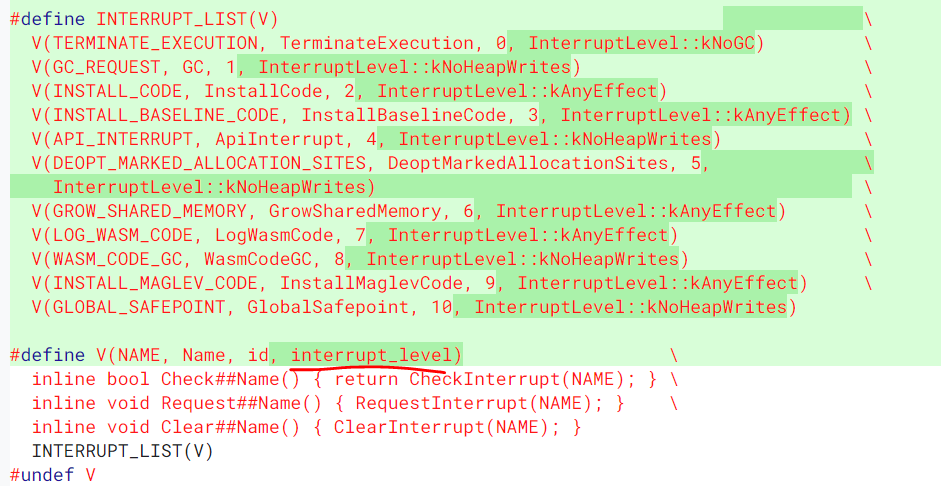 #define INTERRUPT_LIST(V) \
V(TERMINATE_EXECUTION, TerminateExecution, 0, InterruptLevel::kNoGC) \
V(GC_REQUEST, GC, 1, InterruptLevel::kNoHeapWrites) \
V(INSTALL_CODE, InstallCode, 2, InterruptLevel::kAnyEffect) \
V(INSTALL_BASELINE_CODE, InstallBaselineCode, 3, InterruptLevel::kAnyEffect) \
V(API_INTERRUPT, ApiInterrupt, 4, InterruptLevel::kNoHeapWrites) \
V(DEOPT_MARKED_ALLOCATION_SITES, DeoptMarkedAllocationSites, 5, \
InterruptLevel::kNoHeapWrites) \
V(GROW_SHARED_MEMORY, GrowSharedMemory, 6, InterruptLevel::kAnyEffect) \
V(LOG_WASM_CODE, LogWasmCode, 7, InterruptLevel::kAnyEffect) \
V(WASM_CODE_GC, WasmCodeGC, 8, InterruptLevel::kNoHeapWrites) \
V(INSTALL_MAGLEV_CODE, InstallMaglevCode, 9, InterruptLevel::kAnyEffect) \
V(GLOBAL_SAFEPOINT, GlobalSafepoint, 10, InterruptLevel::kNoHeapWrites)
#define V(NAME, Name, id, interrupt_level) \
inline bool Check##Name() { return CheckInterrupt(NAME); } \
inline void Request##Name() { RequestInterrupt(NAME); } \
inline void Clear##Name() { ClearInterrupt(NAME); }
INTERRUPT_LIST(V)
#undef V